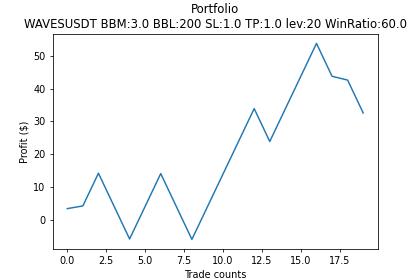 Portfolio
WAVESUSDT BBM:3.0 BBL:200 SL:1.0 TP:1.0 lev:20 WinRatio:60.0
Profit ($)
50
40
30
20
10
0
0.0 2.5 5.0 7.5 10.0 12.5 15.0 17.5
Trade counts